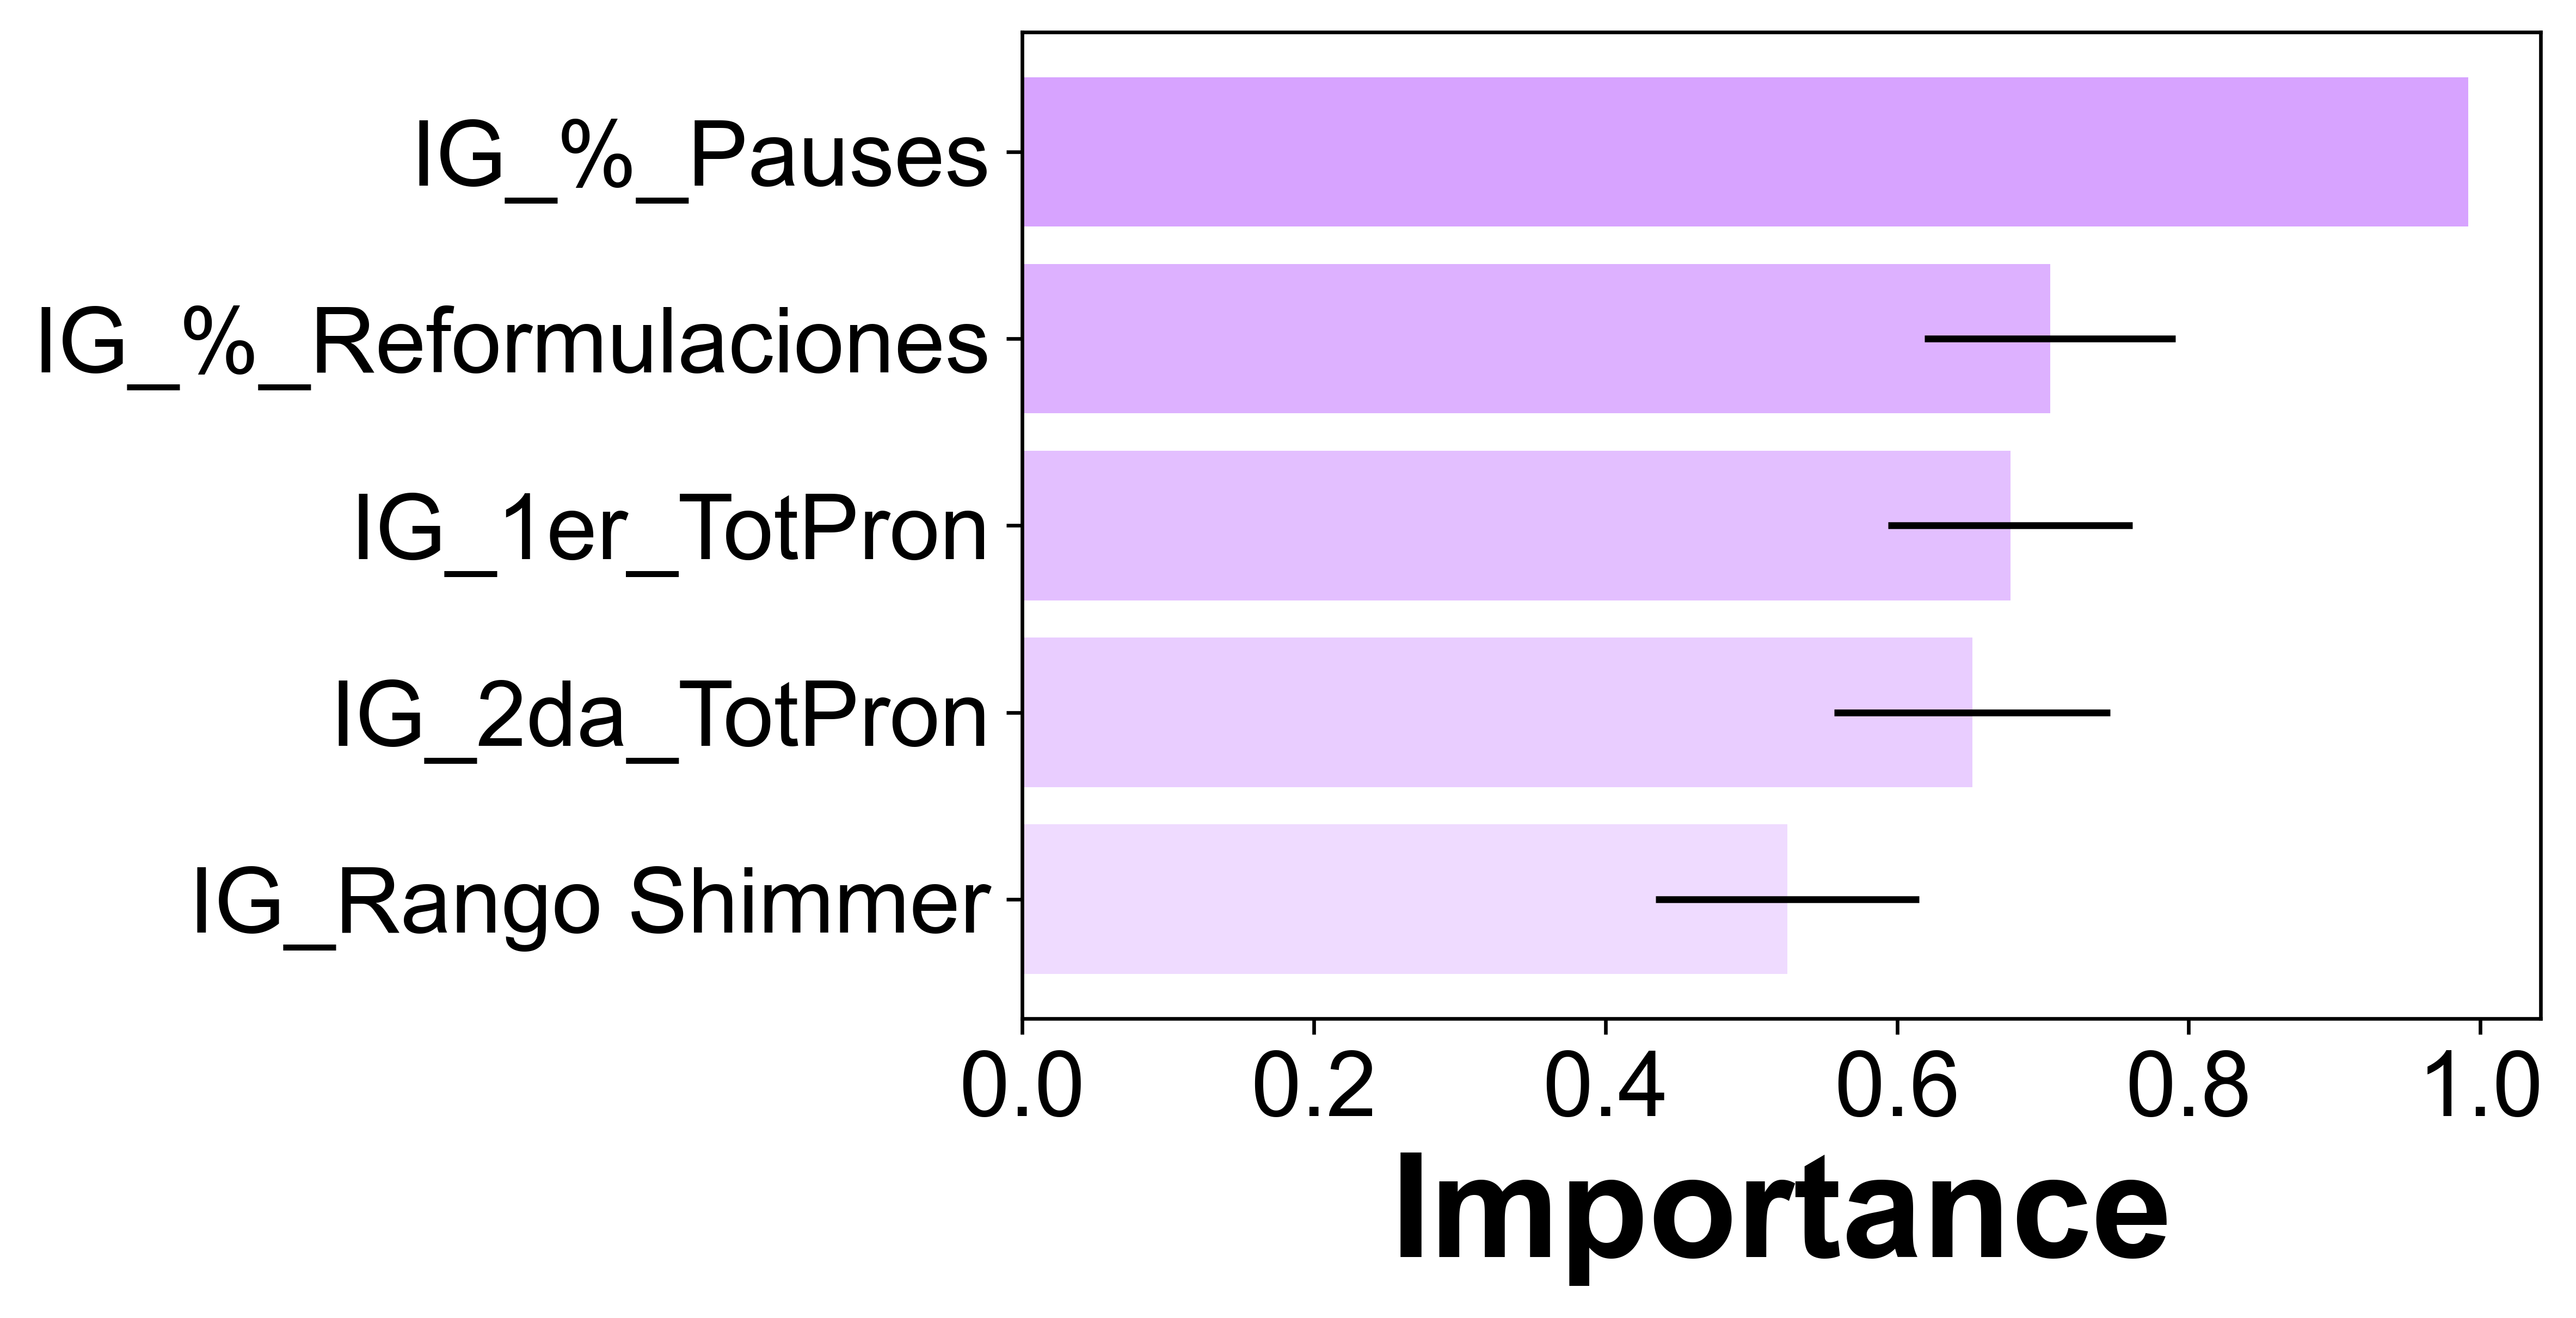 IG_%_Pauses
IG_%_Reformulaciones
IG_1er_TotPron
IG_2da_TotPron
IG_Rango Shimmer
0.0 0.2 0.4 0.6 0.8 1.0
Importance